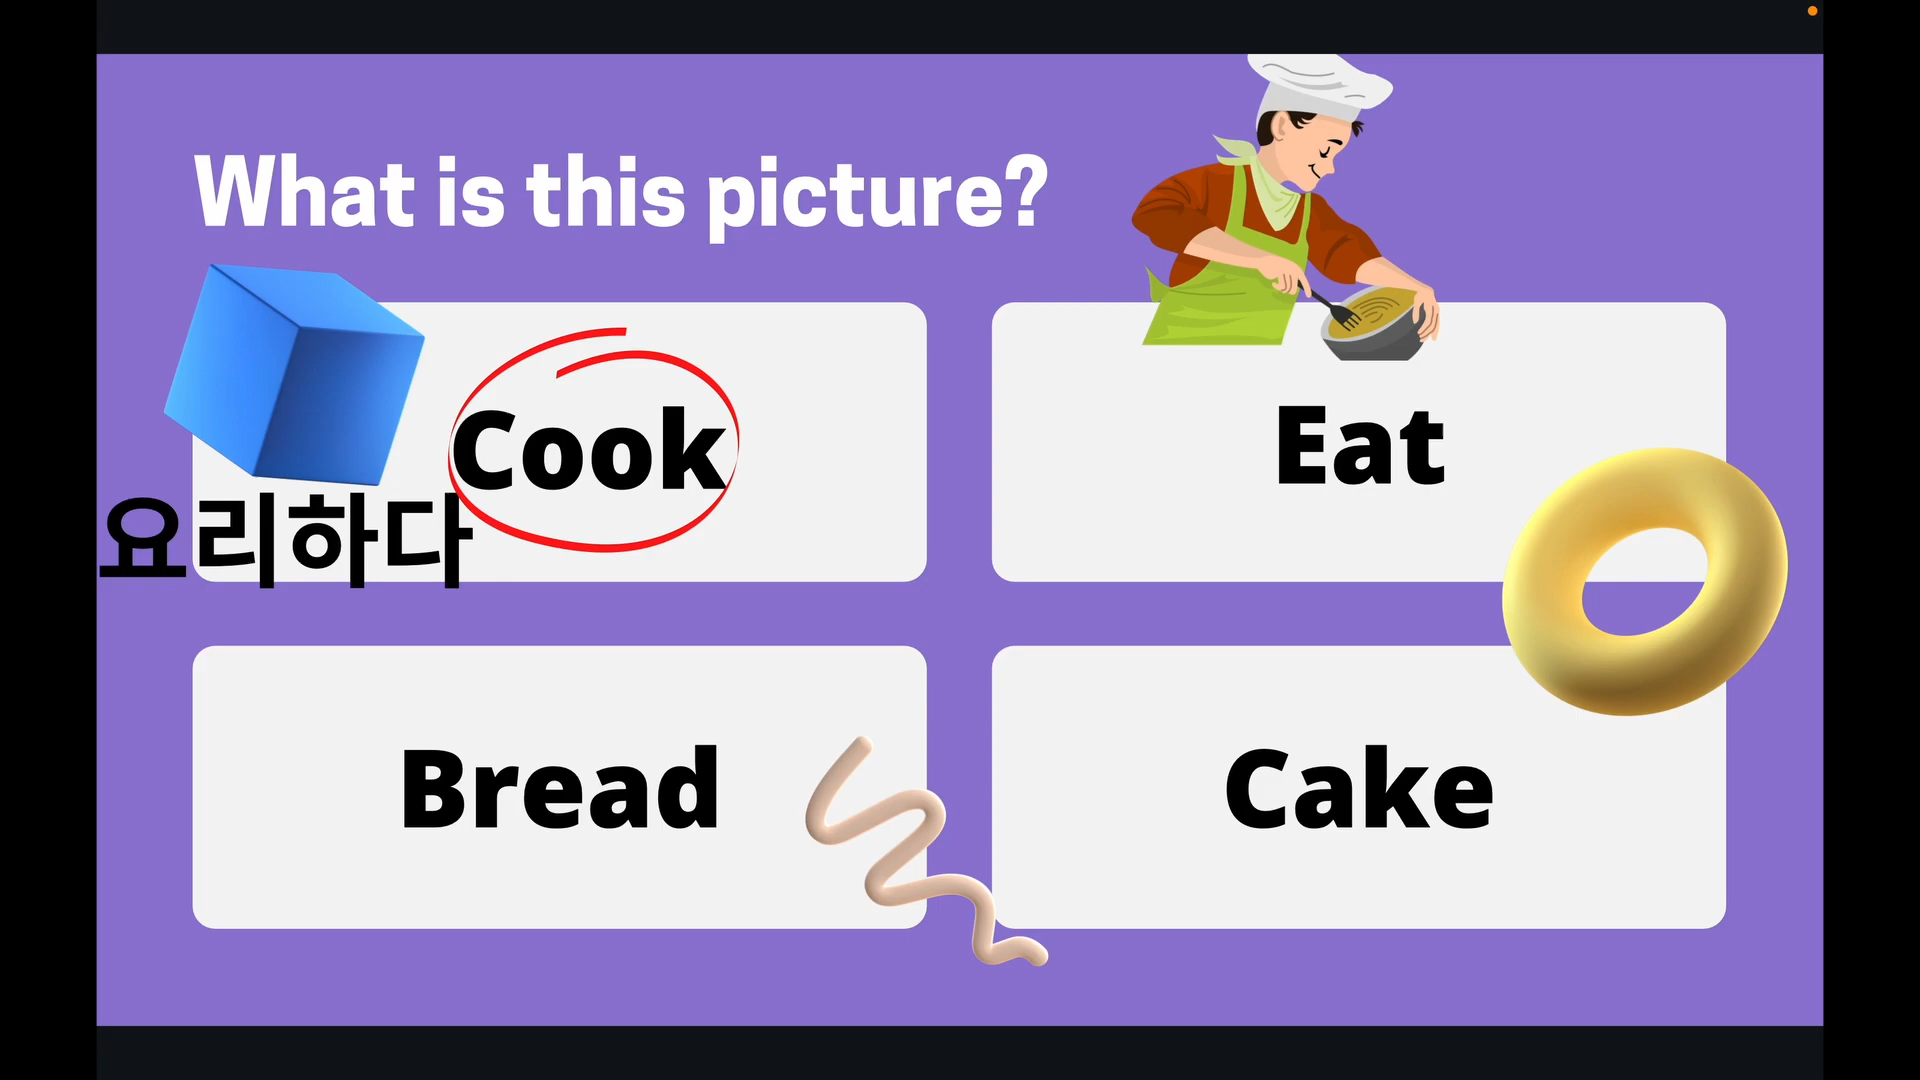 What is this picture?
Cook
요리하다
Eat
Bread
Cake